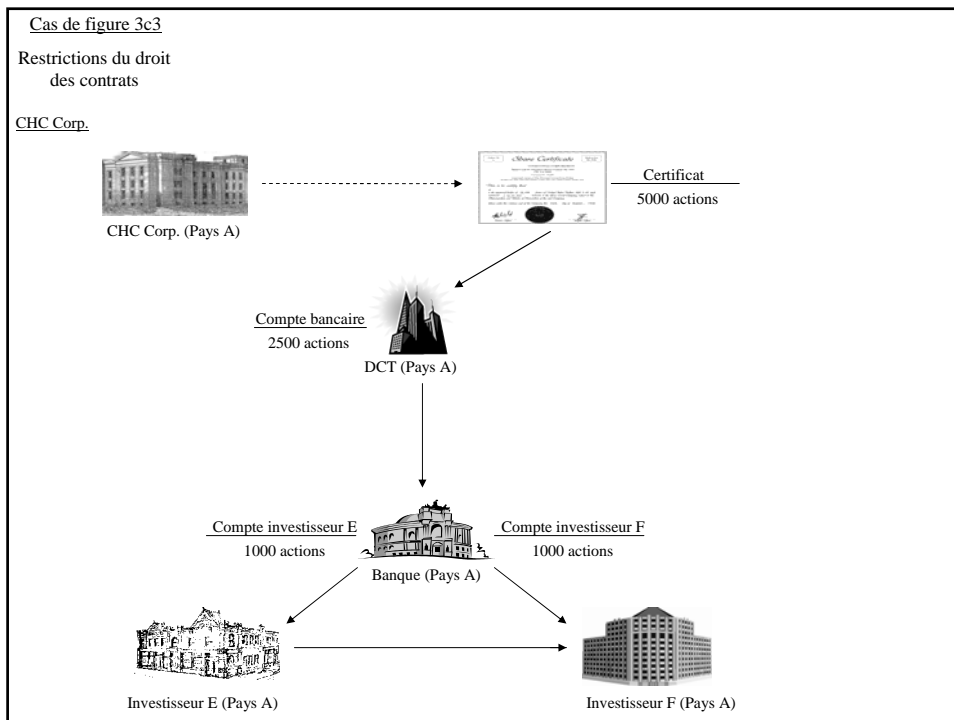 Cas de figure 3c3
Restrictions du droit
des contrats
CHC Corp.
Share Certificate
Certificat
5000 actions
CHC Corp. (Pays A)
Compte bancaire
2500 actions
DCT (Pays A)
Compte investisseur E
1000 actions
Compte investisseur F
1000 actions
Banque (Pays A)
Investisseur E (Pays A)
Investisseur F (Pays A)